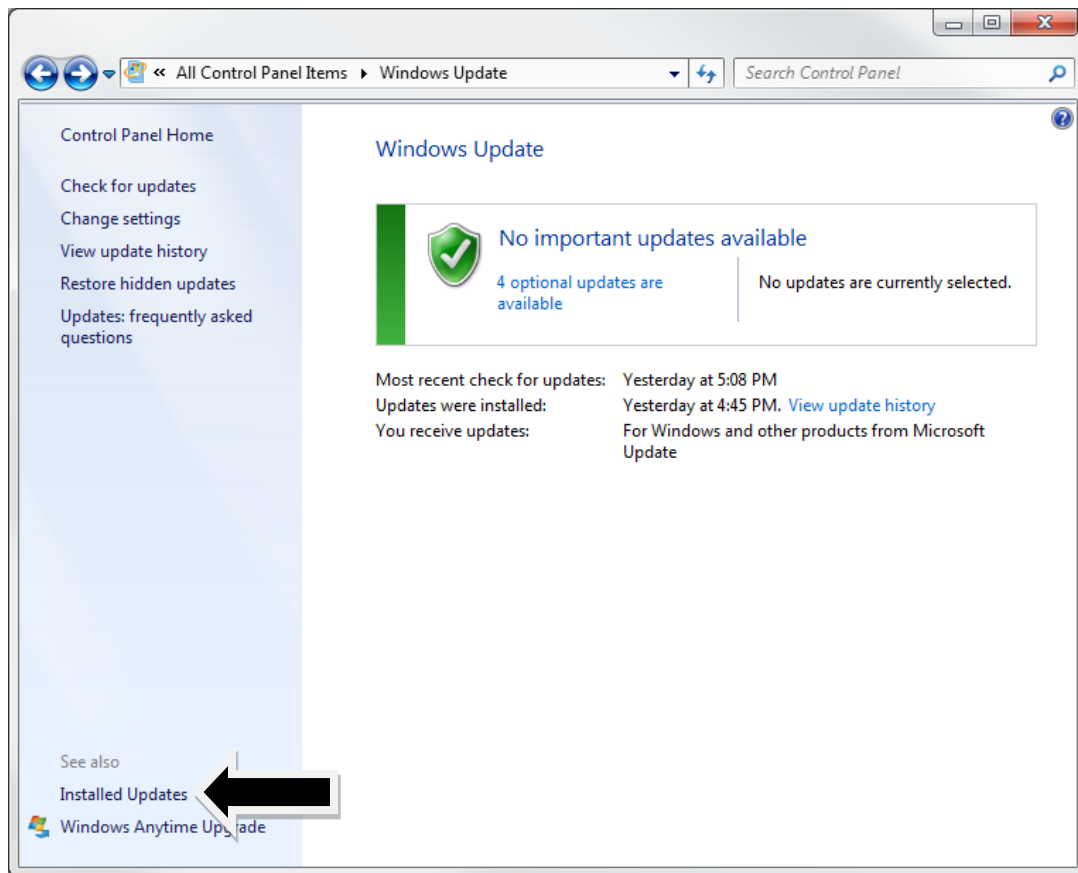 « All Control Panel Items ▸ Windows Update
Search Control Panel
Control Panel Home
Check for updates
Change settings
View update history
Restore hidden updates
Updates: frequently asked
questions
See also
Installed Updates
Windows Anytime Upgrade
Windows Update
No important updates available
4 optional updates are
available
No updates are currently selected.
Most recent check for updates: Yesterday at 5:08 PM
Updates were installed: Yesterday at 4:45 PM. View update history
You receive updates: For Windows and other products from Microsoft
Update